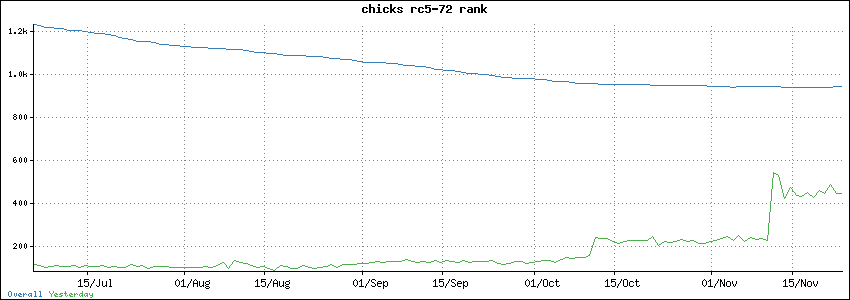 chicks rc5-72 rank
1.2k
1.0k
800
600
400
200
15/Jul 01/Aug 15/Aug 01/Sep 15/Sep 01/Oct 15/Oct 01/Nov 15/Nov
Overall Yesterday